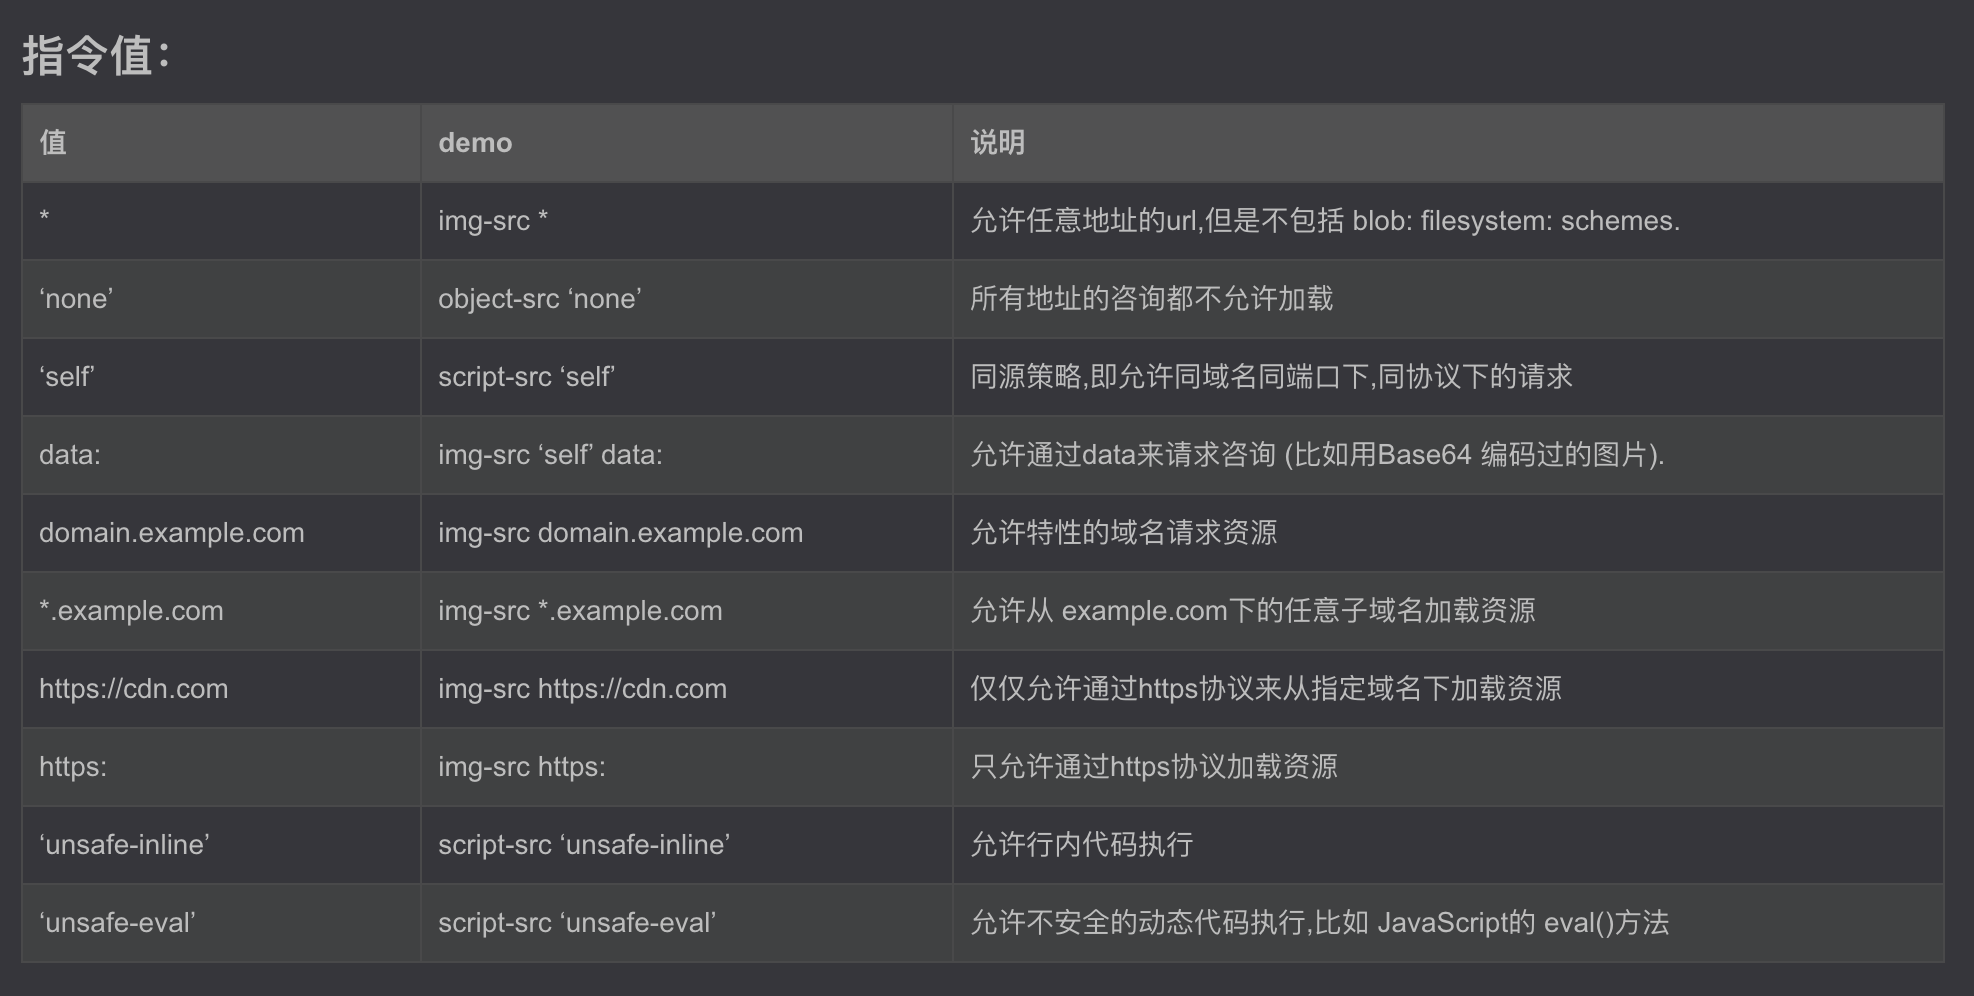 指令值：
值 demo 说明
* img-src * 允许任意地址的url,但是不包括 blob: filesystem: schemes.
‘none’ object-src ‘none’ 所有地址的咨询都不允许加载
‘self’ script-src ‘self’ 同源策略,即允许同域名同端口下,同协议下的请求
data: img-src ‘self’ data: 允许通过data来请求咨询 (比如用Base64 编码过的图片).
domain.example.com img-src domain.example.com 允许特性的域名请求资源
*.example.com img-src *.example.com 允许从 example.com下的任意子域名加载资源
https://cdn.com img-src https://cdn.com 仅仅允许通过https协议来从指定域名下加载资源
https: img-src https: 只允许通过https协议加载资源
‘unsafe-inline’ script-src ‘unsafe-inline’ 允许行内代码执行
‘unsafe-eval’ script-src ‘unsafe-eval’ 允许不安全的动态代码执行,比如 JavaScript的 eval()方法